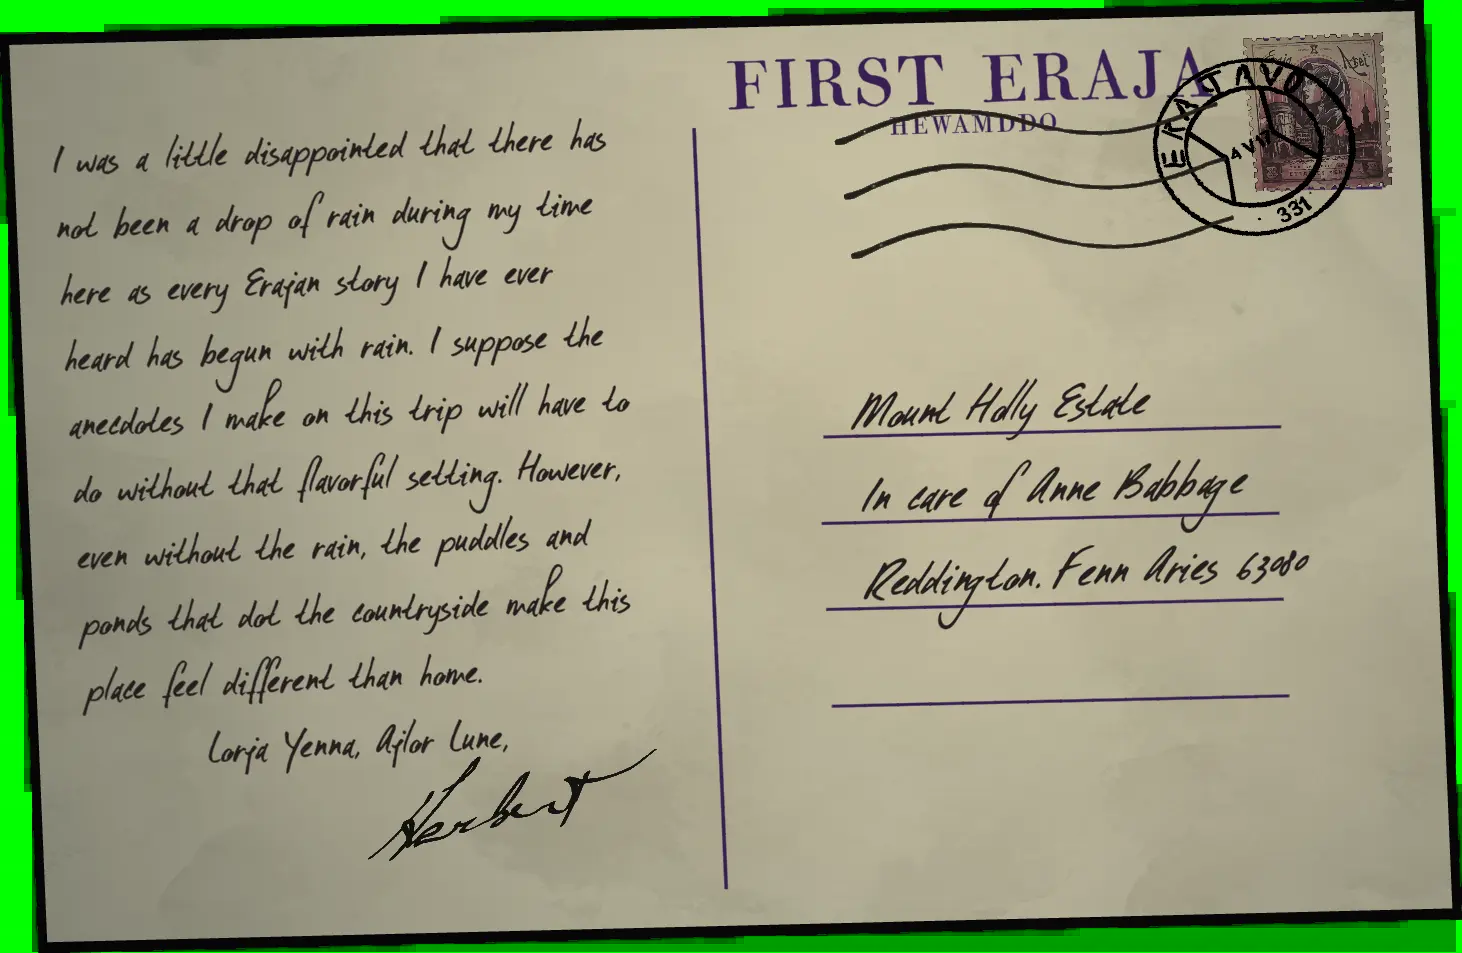 I was a little disappointed that there has
not been a drop of rain during my time
here as every Erajan story I have ever
heard has begun with rain. I suppose the
anecdotes I make on this trip will have to
do without that flavorful setting. However,
even without the rain, the puddles and
ponds that dot the countryside make this
place feel different than home.
Lorja Yenna, Ajlor Lune,
Herbert
FIRST ERAJA
HEWAMDDO
ERAJAVO
331
Mount Holly Estate
In care of Anne Babbage
Reddington. Fenn Aries 63080